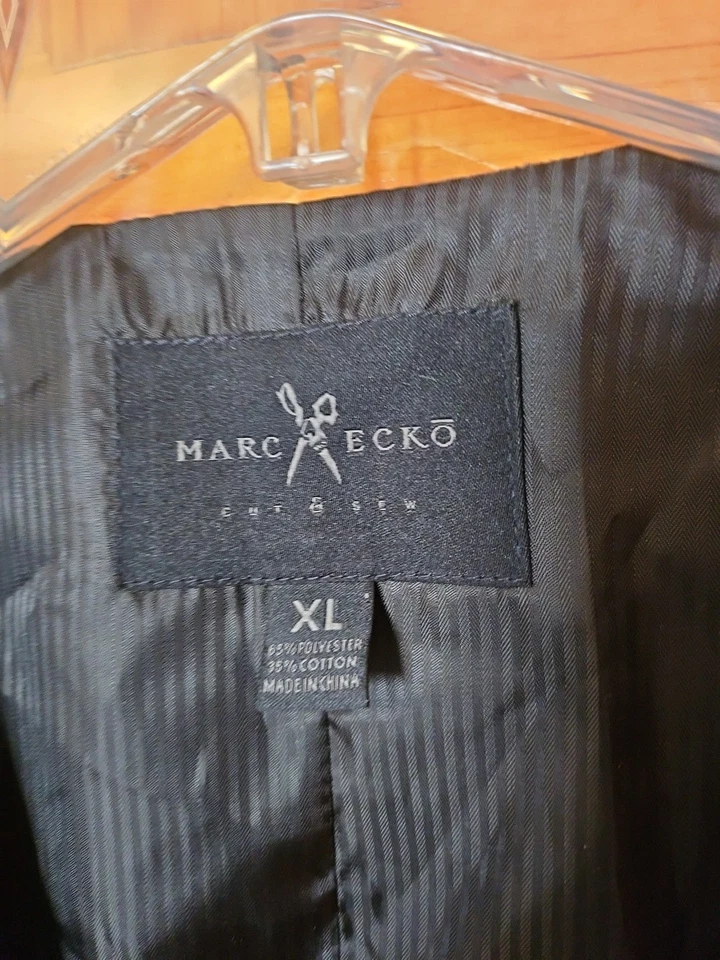 MARC ECKŌ
CUT & SEW
XL
65% POLYESTER
35% COTTON
MADE IN CHINA